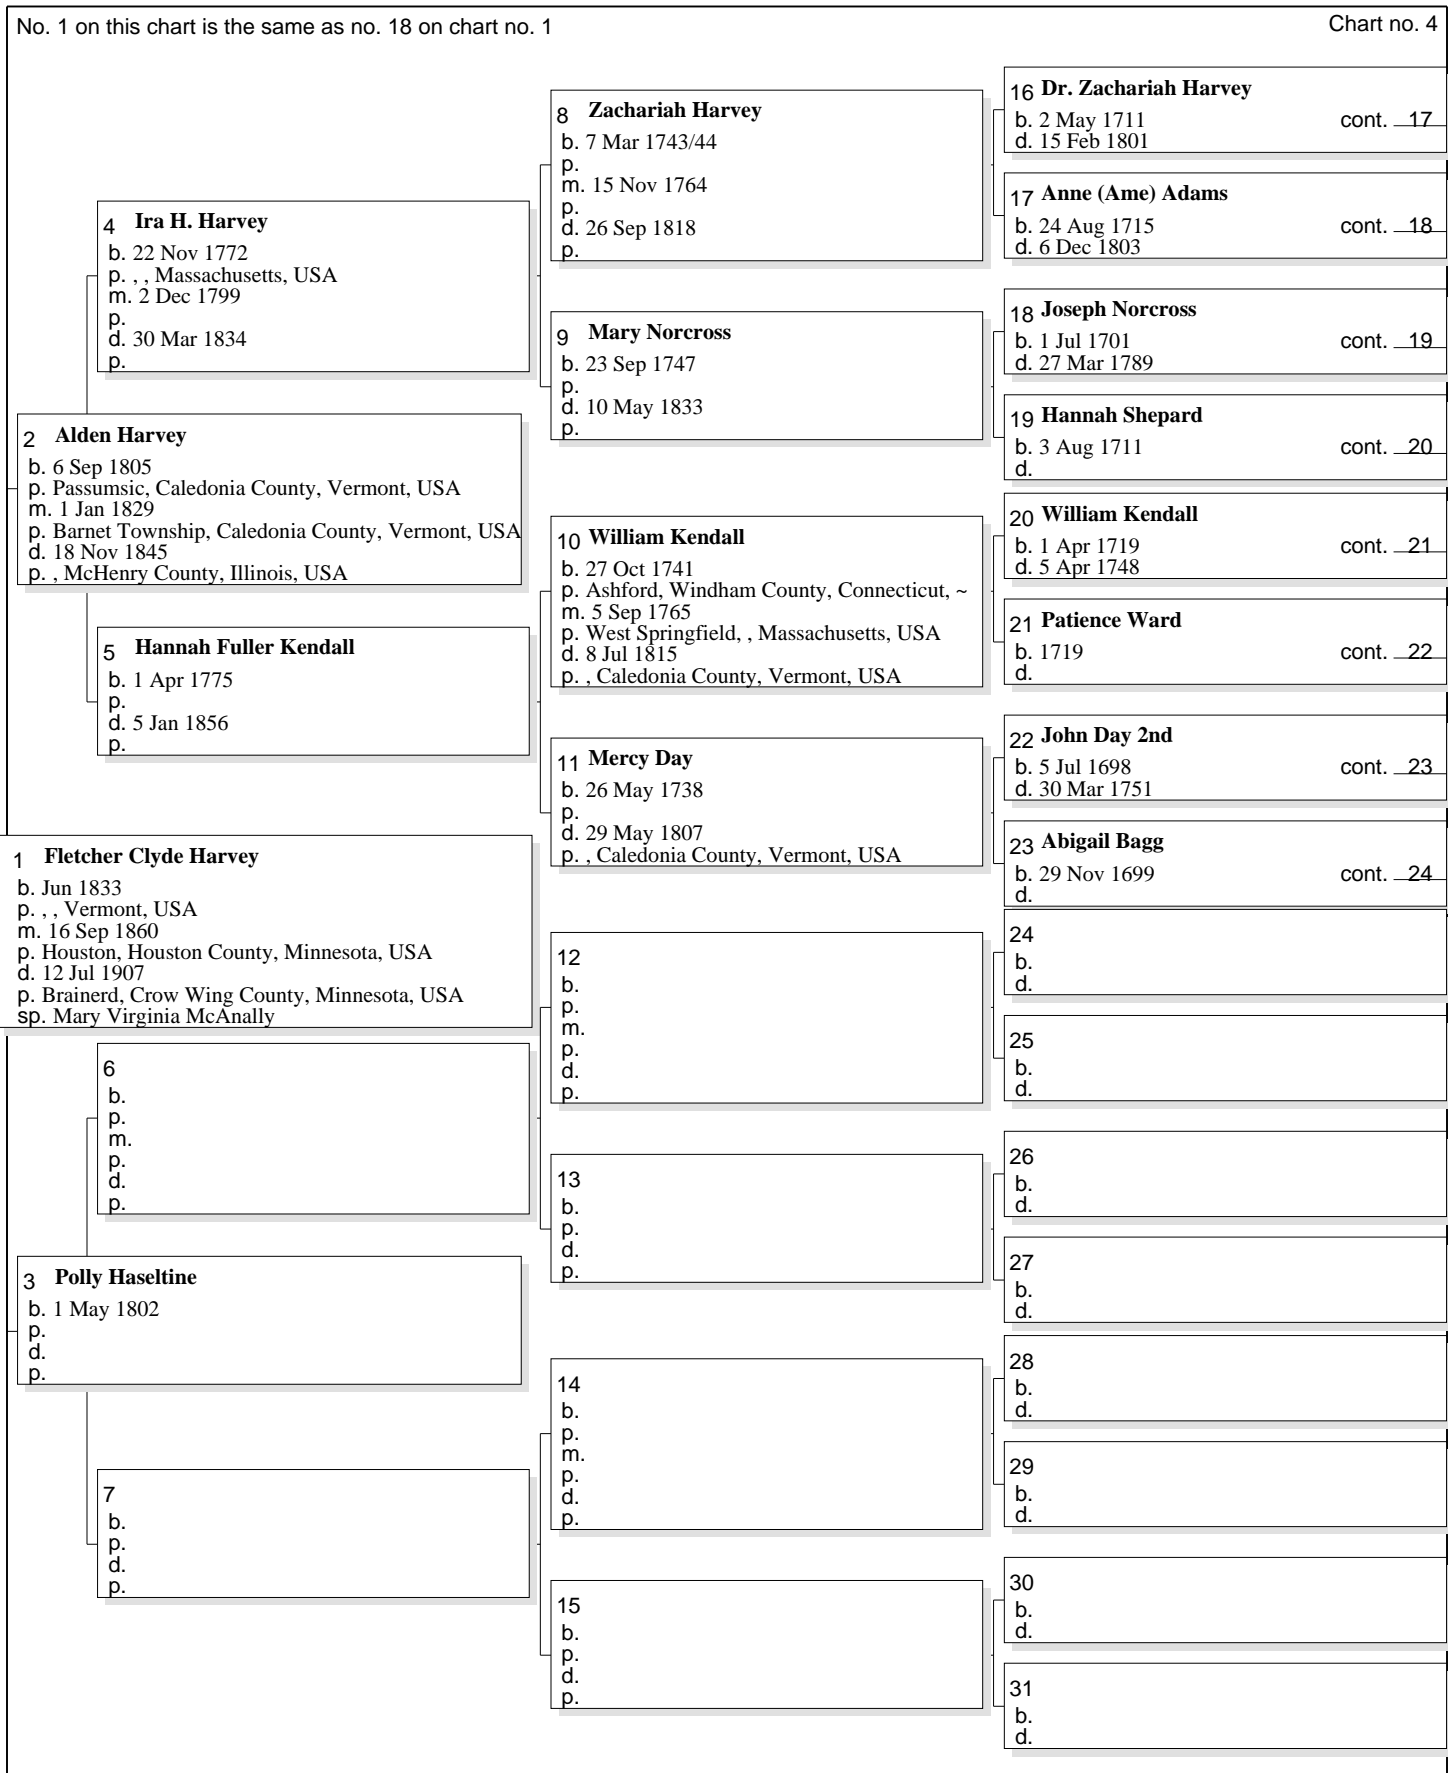 No. 1 on this chart is the same as no. 18 on chart no. 1
Chart no. 4
16 Dr. Zachariah Harvey
b. 2 May 1711 cont. 17
d. 15 Feb 1801
8 Zachariah Harvey
b. 7 Mar 1743/44
p.
m. 15 Nov 1764
p.
d. 26 Sep 1818
p.
17 Anne (Ame) Adams
b. 24 Aug 1715 cont. 18
d. 6 Dec 1803
4 Ira H. Harvey
b. 22 Nov 1772
p. , , Massachusetts, USA
m. 2 Dec 1799
p.
d. 30 Mar 1834
p.
18 Joseph Norcross
b. 1 Jul 1701 cont. 19
d. 27 Mar 1789
9 Mary Norcross
b. 23 Sep 1747
p.
d. 10 May 1833
p.
19 Hannah Shepard
b. 3 Aug 1711 cont. 20
d.
2 Alden Harvey
b. 6 Sep 1805
p. Passumsic, Caledonia County, Vermont, USA
m. 1 Jan 1829
p. Barnet Township, Caledonia County, Vermont, USA
d. 18 Nov 1845
p. , McHenry County, Illinois, USA
20 William Kendall
b. 1 Apr 1719 cont. 21
d. 5 Apr 1748
10 William Kendall
b. 27 Oct 1741
p. Ashford, Windham County, Connecticut, ~
m. 5 Sep 1765
p. West Springfield, , Massachusetts, USA
d. 8 Jul 1815
p. , Caledonia County, Vermont, USA
21 Patience Ward
b. 1719 cont. 22
d.
5 Hannah Fuller Kendall
b. 1 Apr 1775
p.
d. 5 Jan 1856
p.
22 John Day 2nd
b. 5 Jul 1698 cont. 23
d. 30 Mar 1751
11 Mercy Day
b. 26 May 1738
p.
d. 29 May 1807
p. , Caledonia County, Vermont, USA
23 Abigail Bagg
b. 29 Nov 1699 cont. 24
d.
1 Fletcher Clyde Harvey
b. Jun 1833
p. , , Vermont, USA
m. 16 Sep 1860
p. Houston, Houston County, Minnesota, USA
d. 12 Jul 1907
p. Brainerd, Crow Wing County, Minnesota, USA
sp. Mary Virginia McAnally
24
b.
d.
12
b.
p.
m.
p.
d.
p.
25
b.
d.
6
b.
p.
m.
p.
d.
p.
26
b.
d.
13
b.
p.
d.
p.
27
b.
d.
3 Polly Haseltine
b. 1 May 1802
p.
d.
p.
28
b.
d.
14
b.
p.
m.
p.
d.
p.
29
b.
d.
7
b.
p.
d.
p.
30
b.
d.
15
b.
p.
d.
p.
31
b.
d.